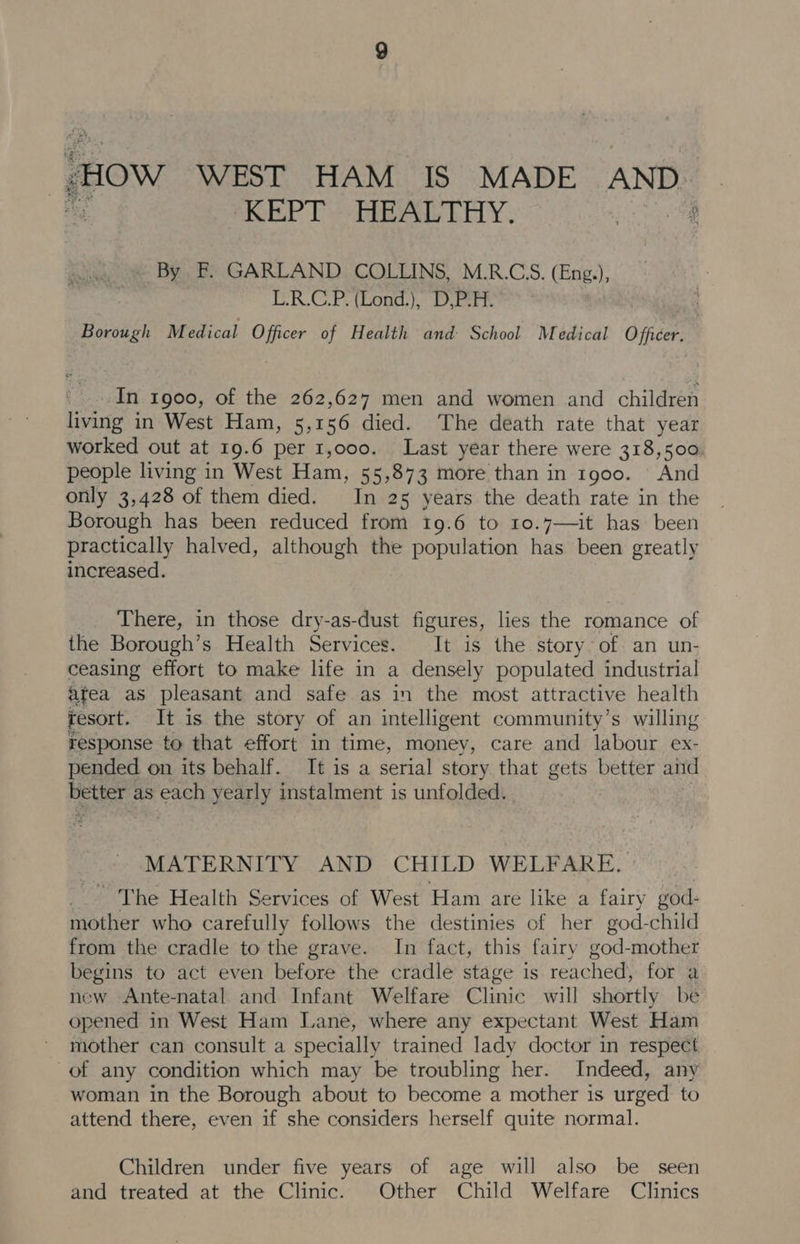 9
HOW WEST HAM IS MADE AND
KEPT HEALTHY.
By F. GARLAND COLLINS, M.R.C.S. (Eng.),
L.R.C.P. (Lond.), D.P.H.
Borough Medical Officer of Health and School Medical Officer.
In 1900, of the 262,627 men and women and children
living in West Ham, 5,156 died. The death rate that year
worked out at 19.6 per 1,000. Last year there were 318,500
people living in West Ham, 55,873 more than in 1900. And
only 3,428 of them died. In 25 years the death rate in the
Borough has been reduced from 19.6 to 10.7—it has been
practically halved, although the population has been greatly
increased.
There, in those dry-as-dust figures, lies the romance of
the Borough's Health Services. It is the story of an un-
ceasing effort to make life in a densely populated industrial
area as pleasant and safe as in the most attractive health
resort. It is the story of an intelligent community's willing
response to that effort in time, money, care and labour ex-
pended on its behalf. It is a serial story that gets better and
better as each yearly instalment is unfolded.
MATERNITY AND CHILD WELFARE.
The Health Services of West Ham are like a fairy god-
mother who carefully follows the destinies of her god-child
from the cradle to the grave. In fact, this fairy god-mother
begins to act even before the cradle stage is reached, for a
new Ante-natal and Infant Welfare Clinic will shortly be
opened in West Ham Lane, where any expectant West Ham
mother can consult a specially trained lady doctor in respect
of any condition which may be troubling her. Indeed, any
woman in the Borough about to become a mother is urged to
attend there, even if she considers herself quite normal.
Children under five years of age will also be seen
and treated at the Clinic. Other Child Welfare Clinics